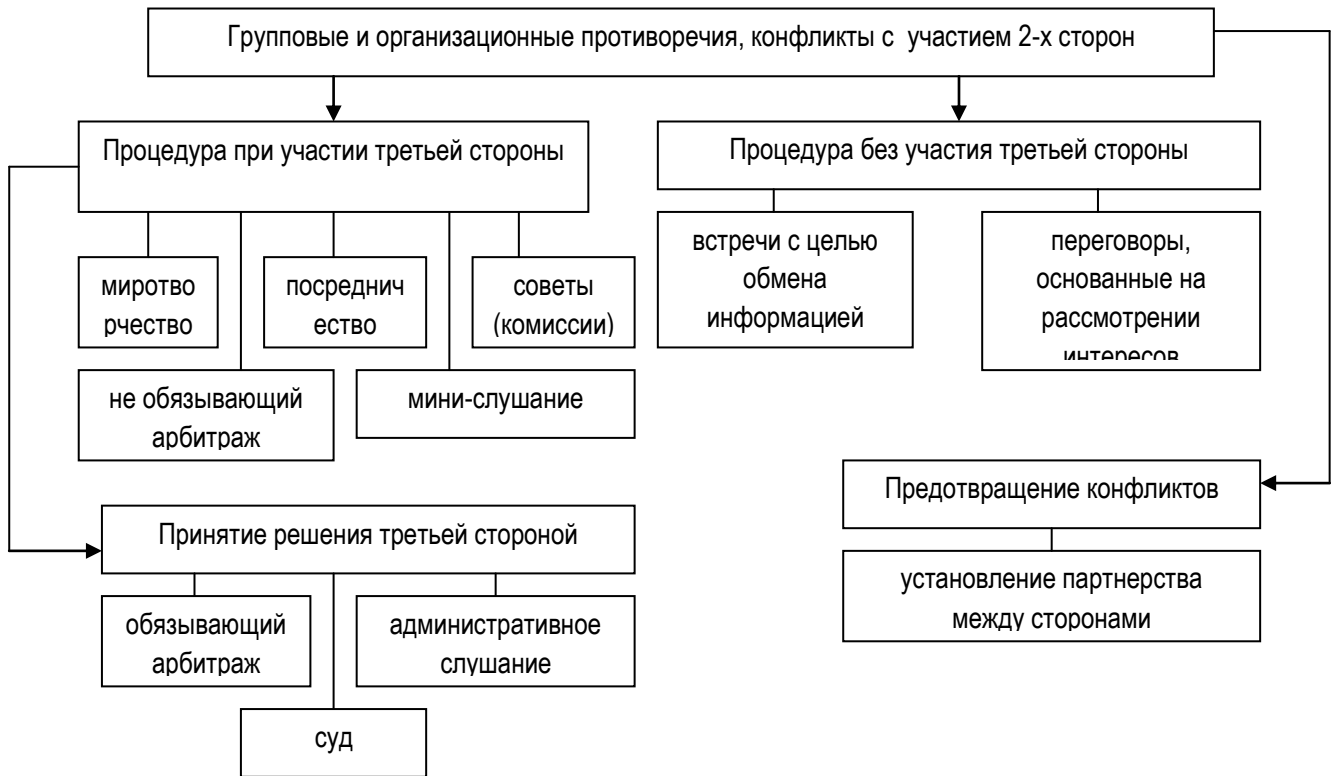 Групповые и организационные противоречия, конфликты с участием 2-х сторон
Процедура при участии третьей стороны
Процедура без участия третьей стороны
миротво
рчество
посреднич
ество
советы
(комиссии)
встречи с целью
обмена
информацией
переговоры,
основанные на
рассмотрении
интересов
не обязывающий
арбитраж
мини-слушание
Предотвращение конфликтов
Принятие решения третьей стороной
установление партнерства
между сторонами
обязывающий
арбитраж
административное
слушание
суд